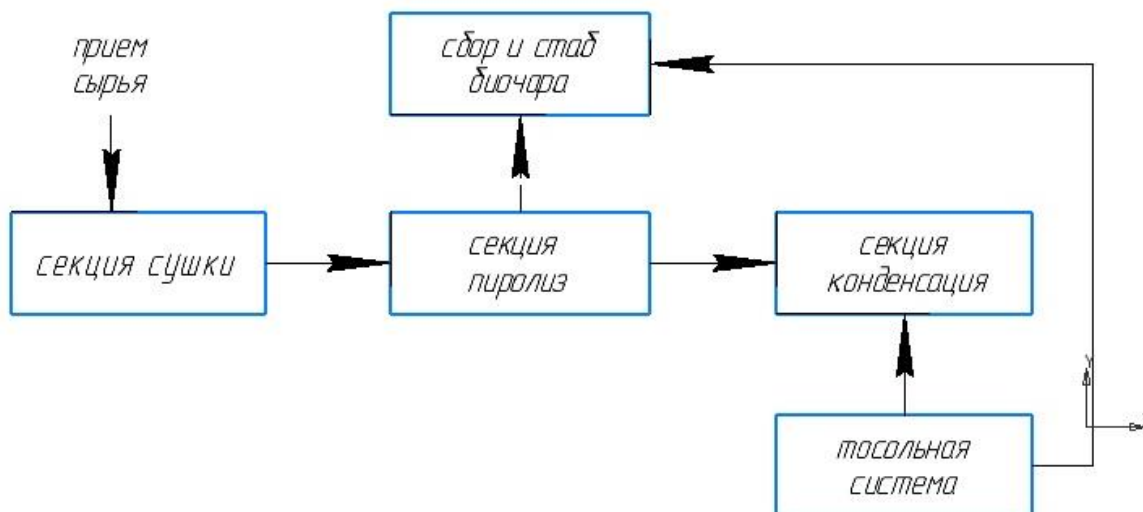 прием
сырья
сбор и стаб
биочара
секция сушки
секция
пиролиз
секция
конденсация
тосольная
система
Y